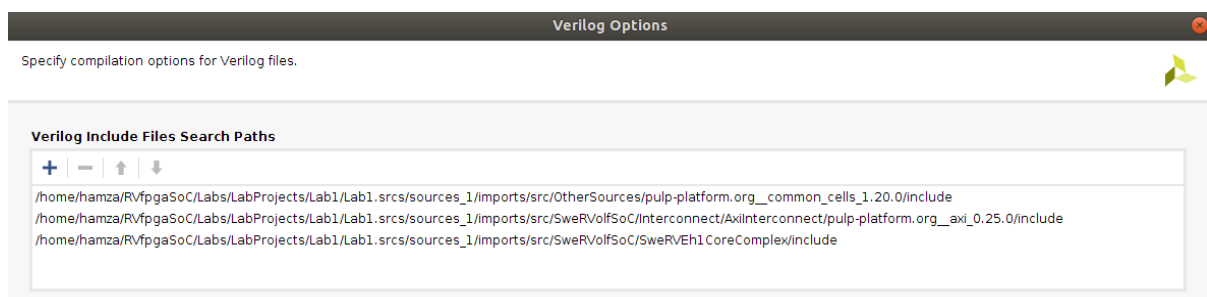 Verilog Options
Specify compilation options for Verilog files.
Verilog Include Files Search Paths
/home/hamza/RVfpgaSoC/Labs/LabProjects/Lab1/Lab1.srcs/sources_1/imports/src/OtherSources/pulp-platform.org__common_cells_1.20.0/include
/home/hamza/RVfpgaSoC/Labs/LabProjects/Lab1/Lab1.srcs/sources_1/imports/src/SweRVolfSoC/Interconnect/AxiInterconnect/pulp-platform.org__axi_0.25.0/include
/home/hamza/RVfpgaSoC/Labs/LabProjects/Lab1/Lab1.srcs/sources_1/imports/src/SweRVolfSoC/SweRVEh1CoreComplex/include